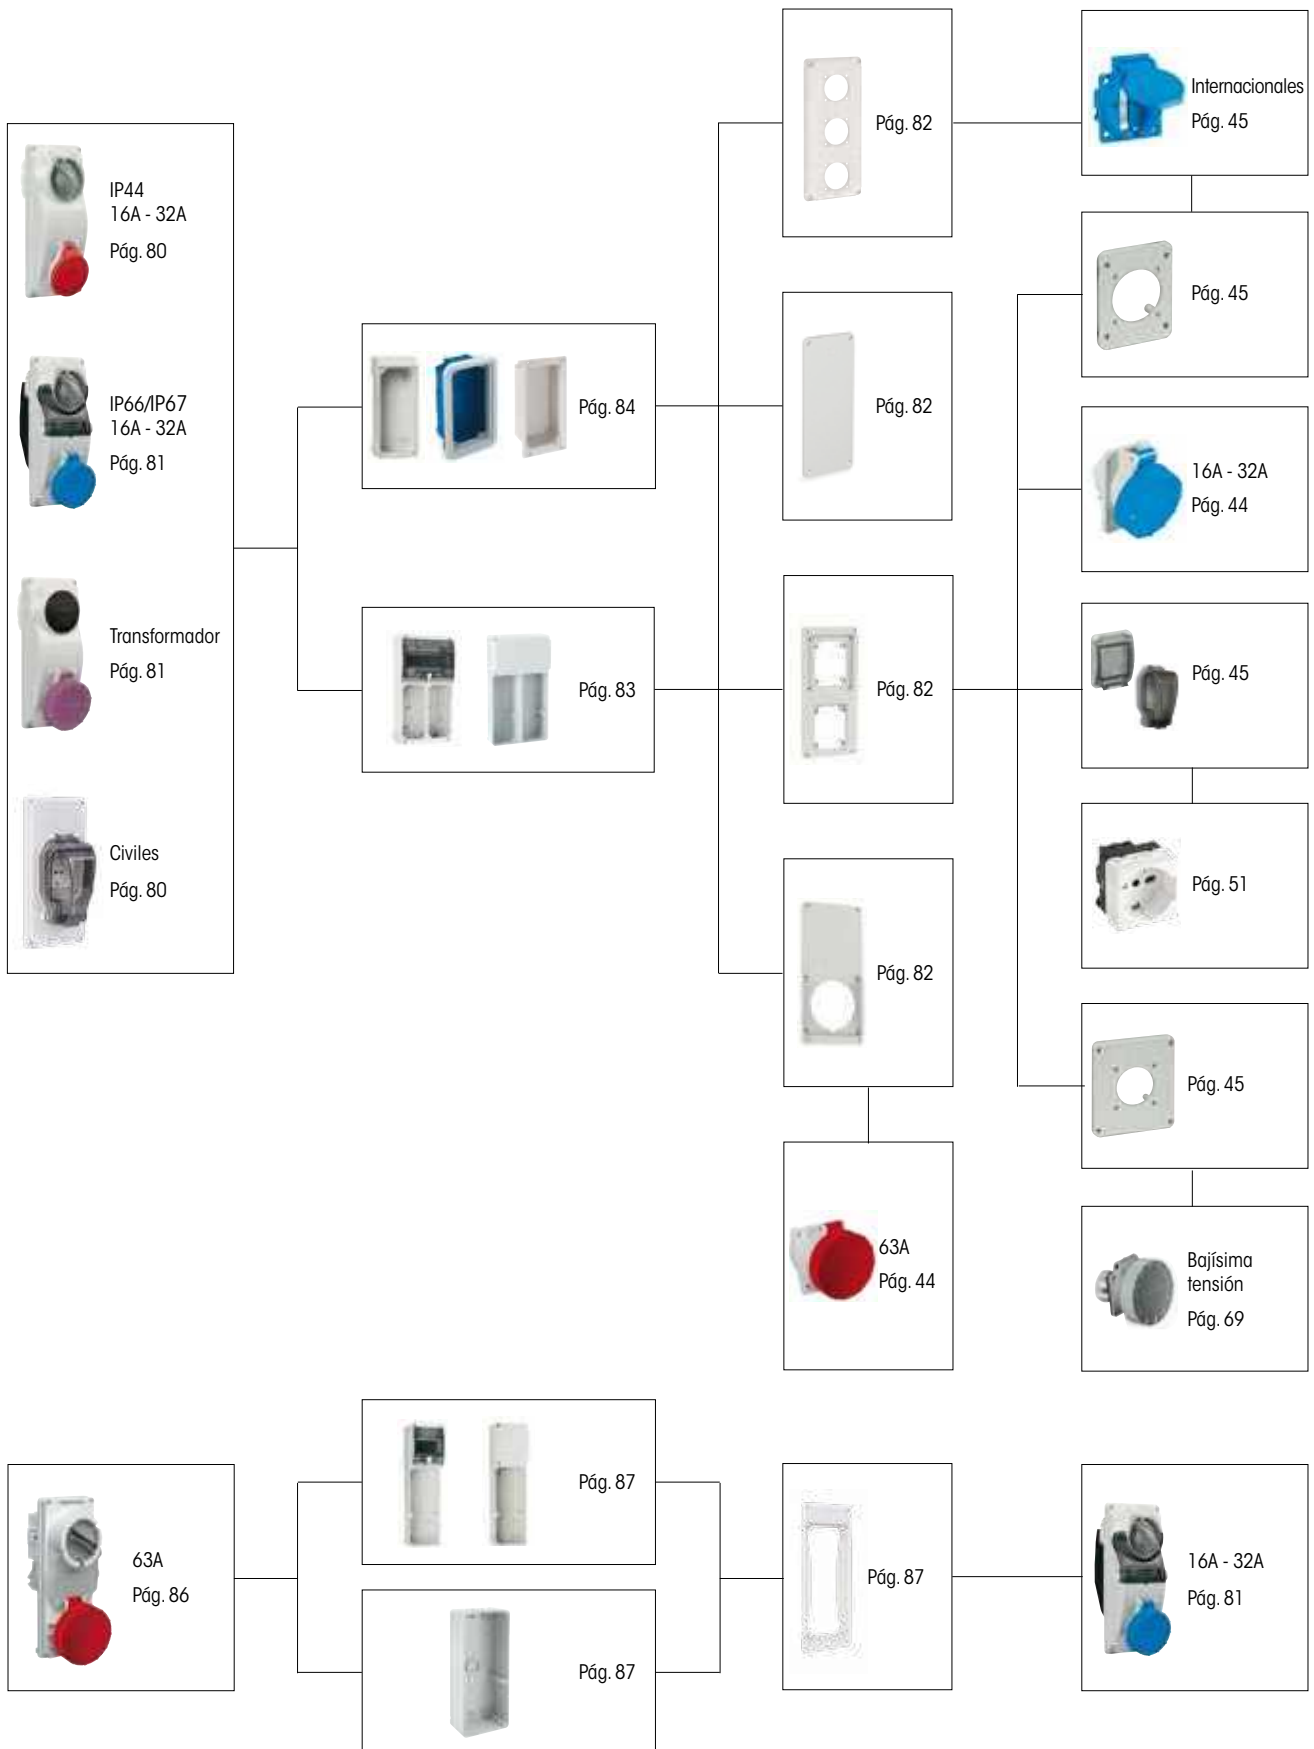 IP44
16A - 32A
Pág. 80
IP66/IP67
16A - 32A
Pág. 81
Transformador
Pág. 81
Civiles
Pág. 80
Pág. 84
Pág. 83
Pág. 82
Pág. 82
Pág. 82
Pág. 82
63A
Pág. 44
Internacionales
Pág. 45
Pág. 45
16A - 32A
Pág. 44
Pág. 45
Pág. 51
Pág. 45
Bajísima
tensión
Pág. 69
63A
Pág. 86
Pág. 87
Pág. 87
Pág. 87
16A - 32A
Pág. 81